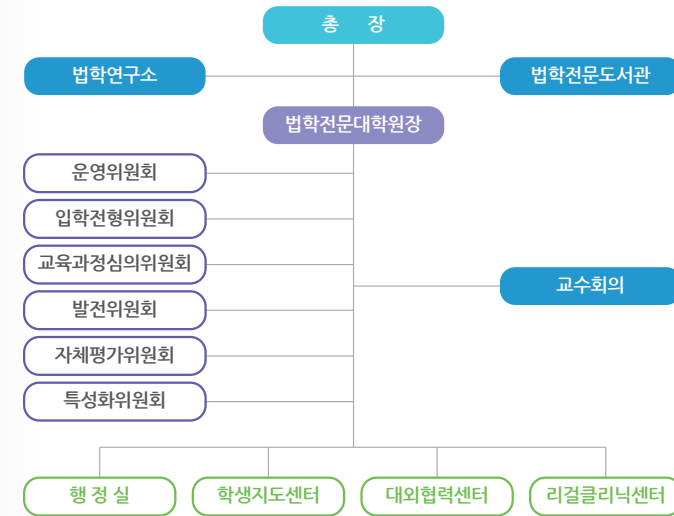 총 장
법학연구소
법학전문도서관
법학전문대학원장
운영위원회
입학전형위원회
교육과정심의위원회
발전위원회
자체평가위원회
특성화위원회
교수회의
행 정 실
학생지도센터
대외협력센터
리걸클리닉센터